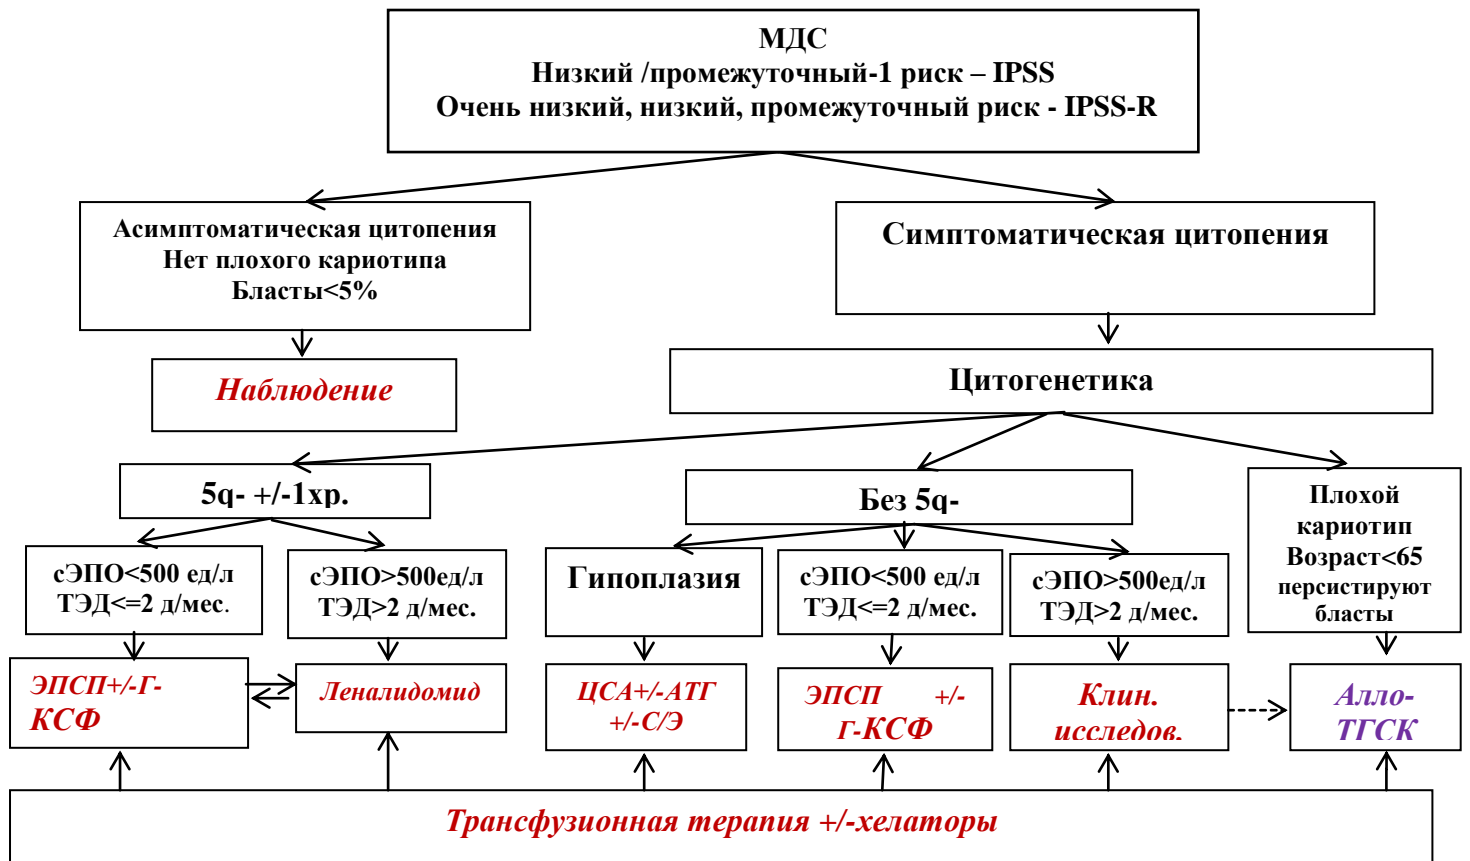 МДС
Низкий /промежуточный-1 риск – IPSS
Очень низкий, низкий, промежуточный риск - IPSS-R
Асимптоматическая цитопения
Нет плохого кариотипа
Бласты<5%
Симптоматическая цитопения
Наблюдение
Цитогенетика
5q- +/-1хр.
Без 5q-
Плохой
кариотип
Возраст<65
персистируют
бласты
сЭПО<500 ед/л
ТЭД<=2 д/мес.
сЭПО>500ед/л
ТЭД>2 д/мес.
Гипоплазия
сЭПО<500 ед/л
ТЭД<=2 д/мес.
сЭПО>500ед/л
ТЭД>2 д/мес.
ЭПСП+/-Г-
КСФ
Леналидомид
ЦСА+/-АТГ
+/-С/Э
ЭПСП +/-
Г-КСФ
Клин.
исследов.
Алло-
ТГСК
Трансфузионная терапия +/-хелаторы